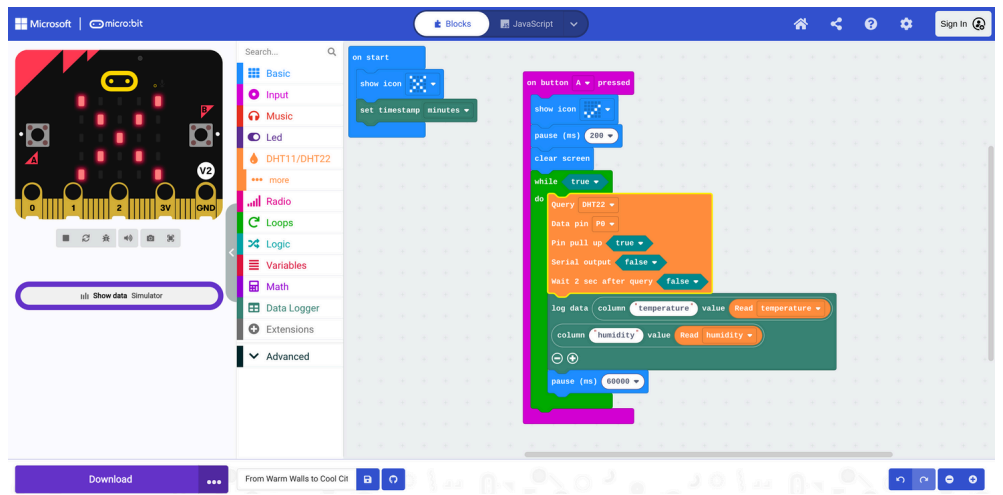 Microsoft micro:bit Blocks JavaScript Sign In
Search...
Basic
Input
Music
Led
DHT11/DHT22
more
Radio
Loops
Logic
Variables
Math
Data Logger
Extensions
Advanced
B
A
V2
0 1 2 3V GND
Show data Simulator
on start
show icon
set timestamp minutes
on button A pressed
show icon
pause (ms) 200
clear screen
while true
do
Query DHT22
Data pin P0
Pin pull up true
Serial output false
Wait 2 sec after query false
log data column "temperature" value Read temperature
column "humidity" value Read humidity
pause (ms) 60000
Download
From Warm Walls to Cool Cit